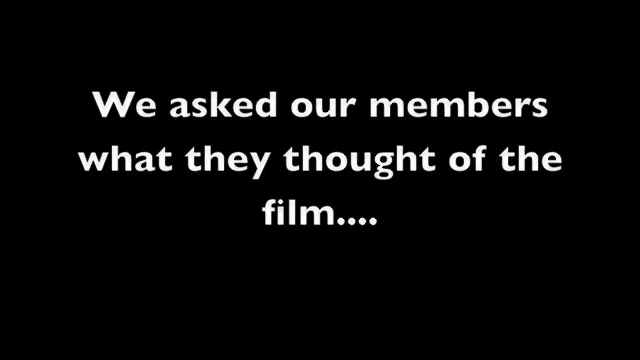 We asked our members
what they thought of the
film....